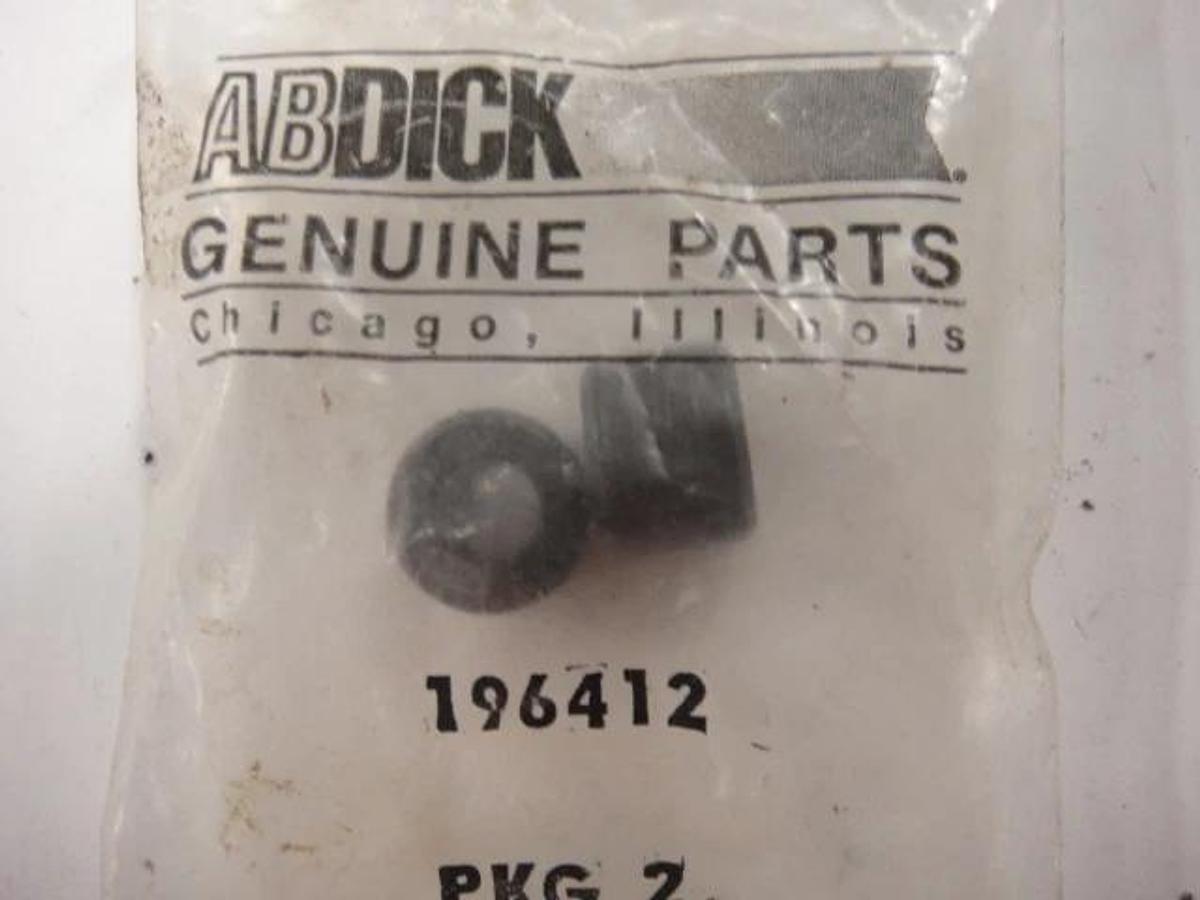 ABDICK®
GENUINE PARTS
Chicago, Illinois
196412
PKG 2